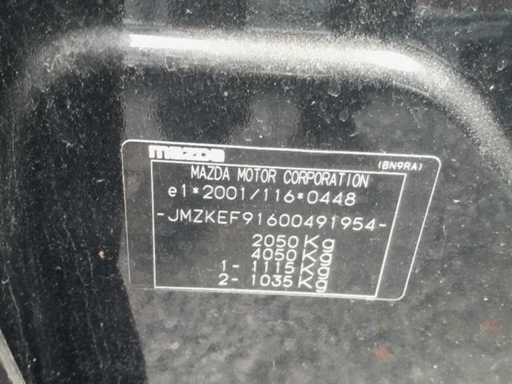 mazda (BN9RA)
MAZDA MOTOR CORPORATION
e1*2001/116*0448
-JMZKEF91600491954-
2050Kg
4050Kg
1- 1115Kg
2- 1035Kg